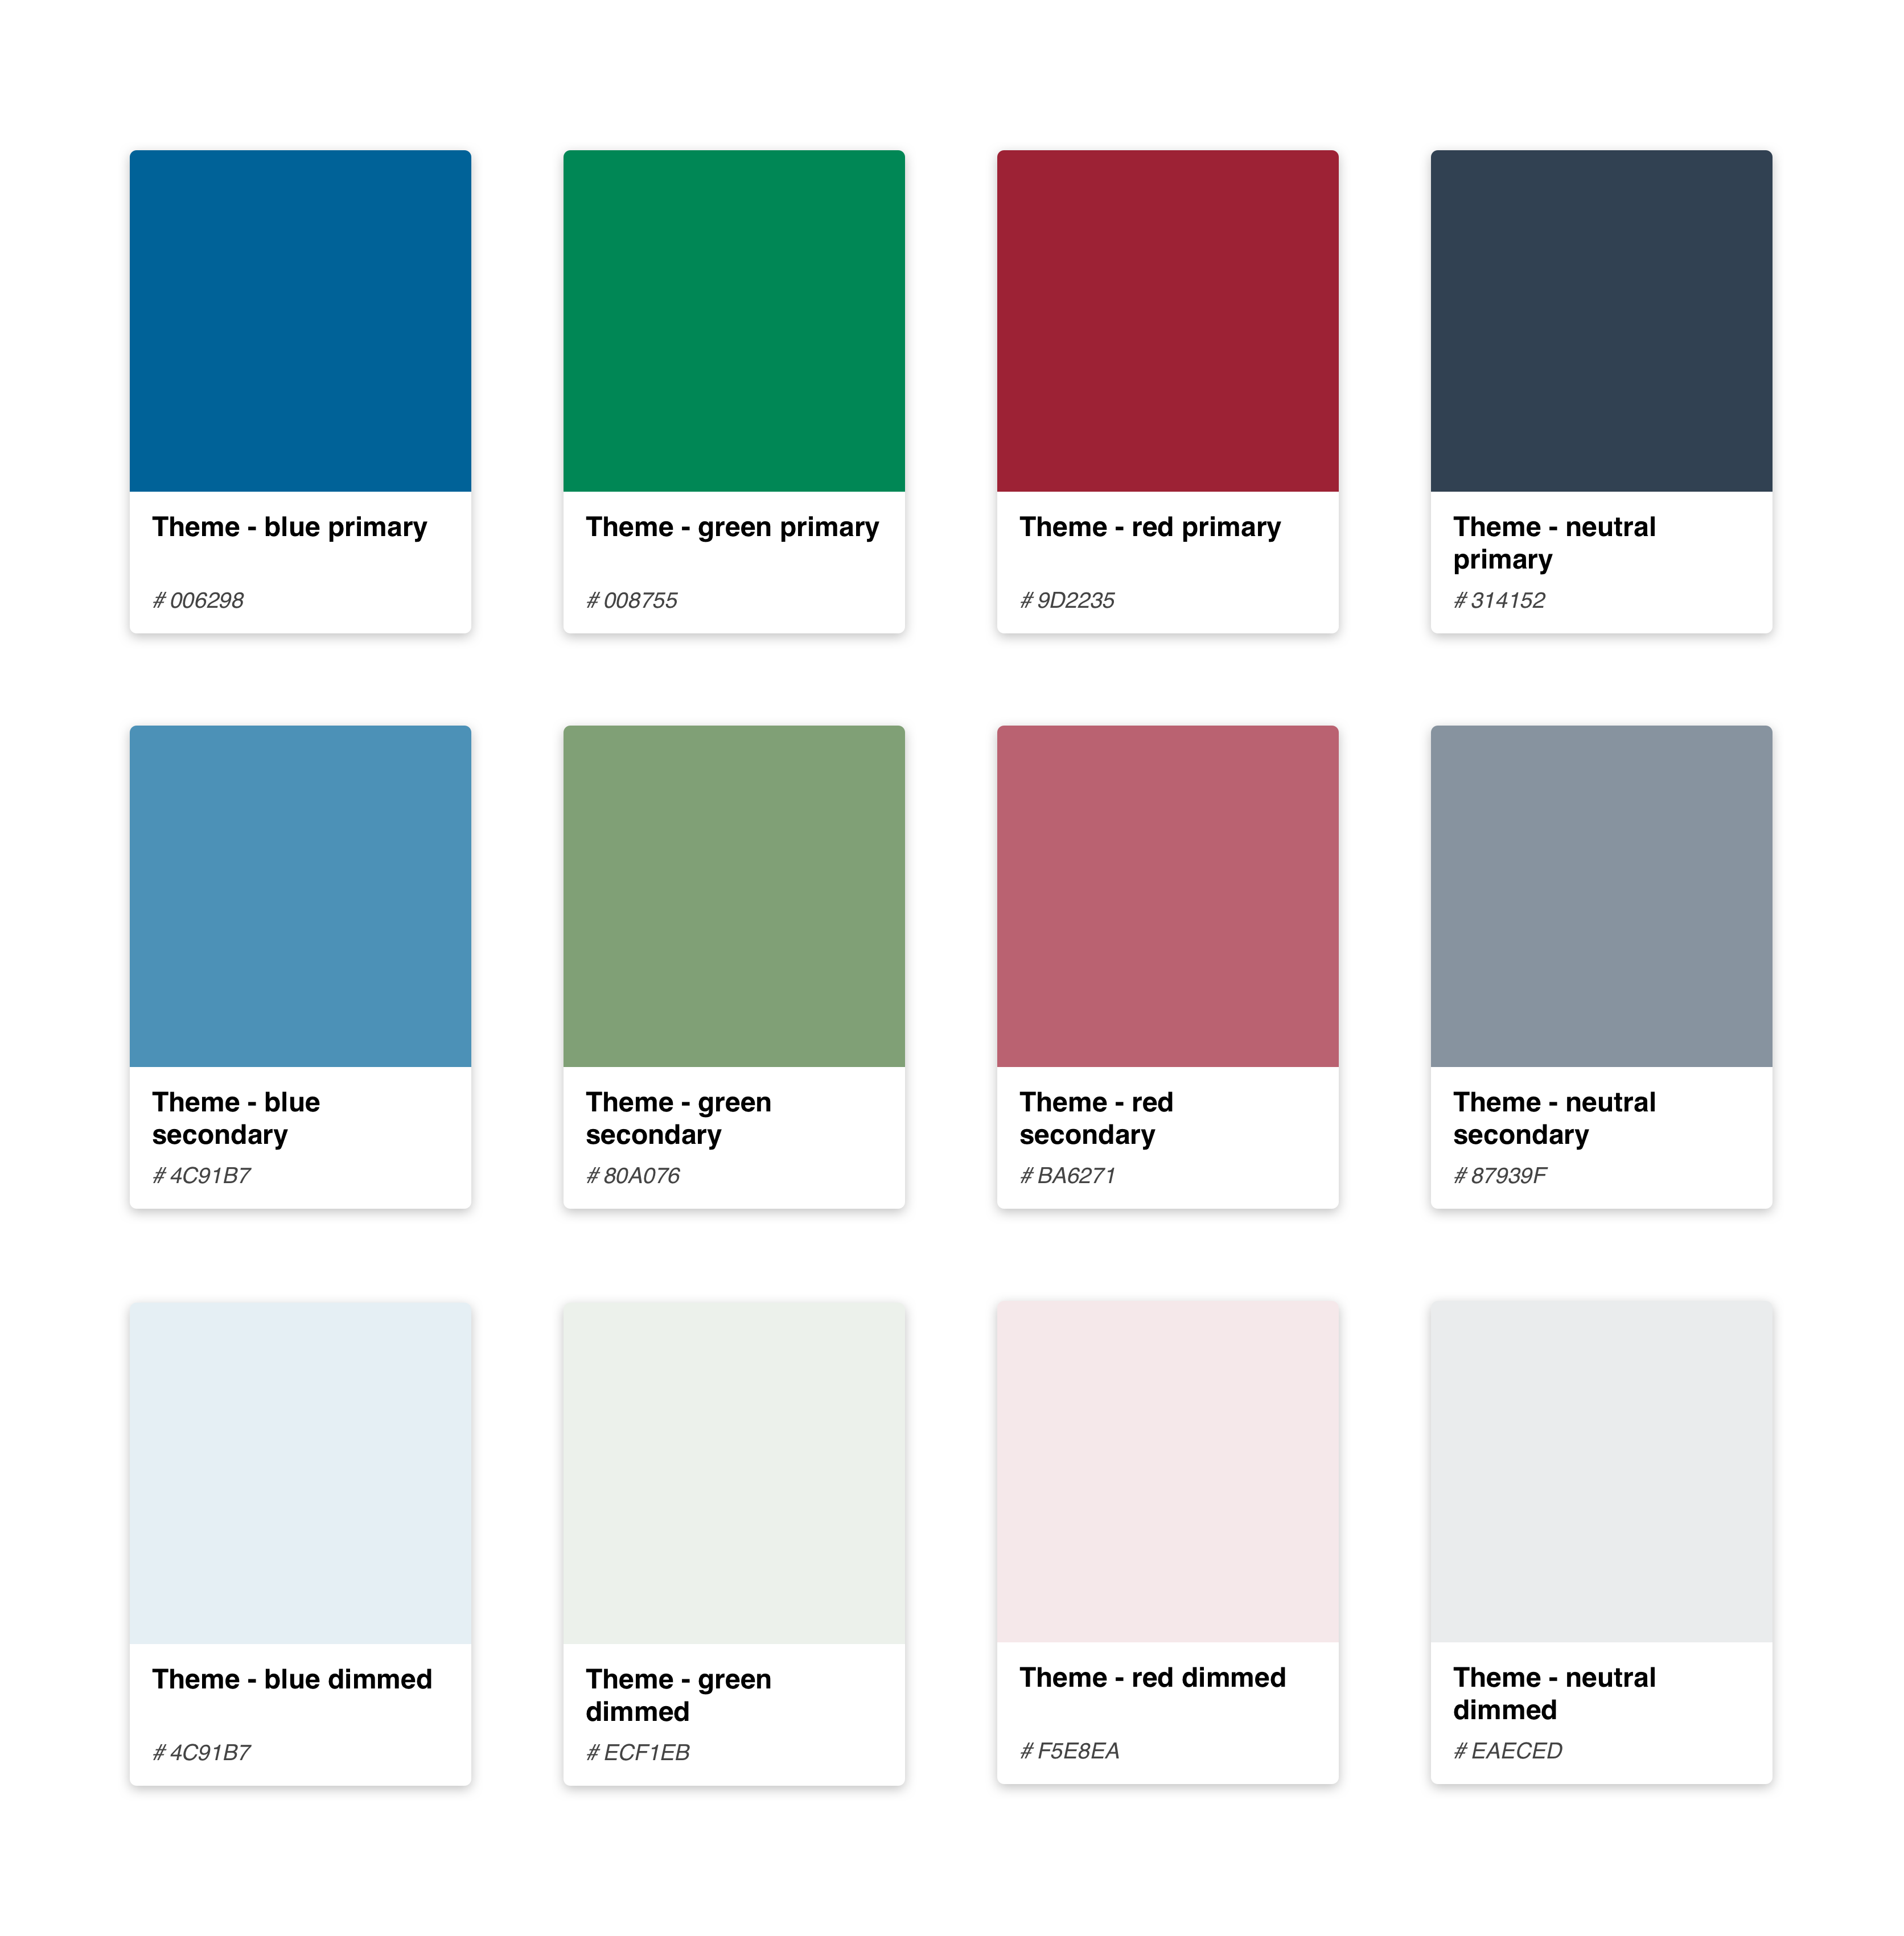 Theme - blue primary
# 006298
Theme - green primary
# 008755
Theme - red primary
# 9D2235
Theme - neutral
primary
# 314152
Theme - blue
secondary
# 4C91B7
Theme - green
secondary
# 80A076
Theme - red
secondary
# BA6271
Theme - neutral
secondary
# 87939F
Theme - blue dimmed
# 4C91B7
Theme - green
dimmed
# ECF1EB
Theme - red dimmed
# F5E8EA
Theme - neutral
dimmed
# EAECED